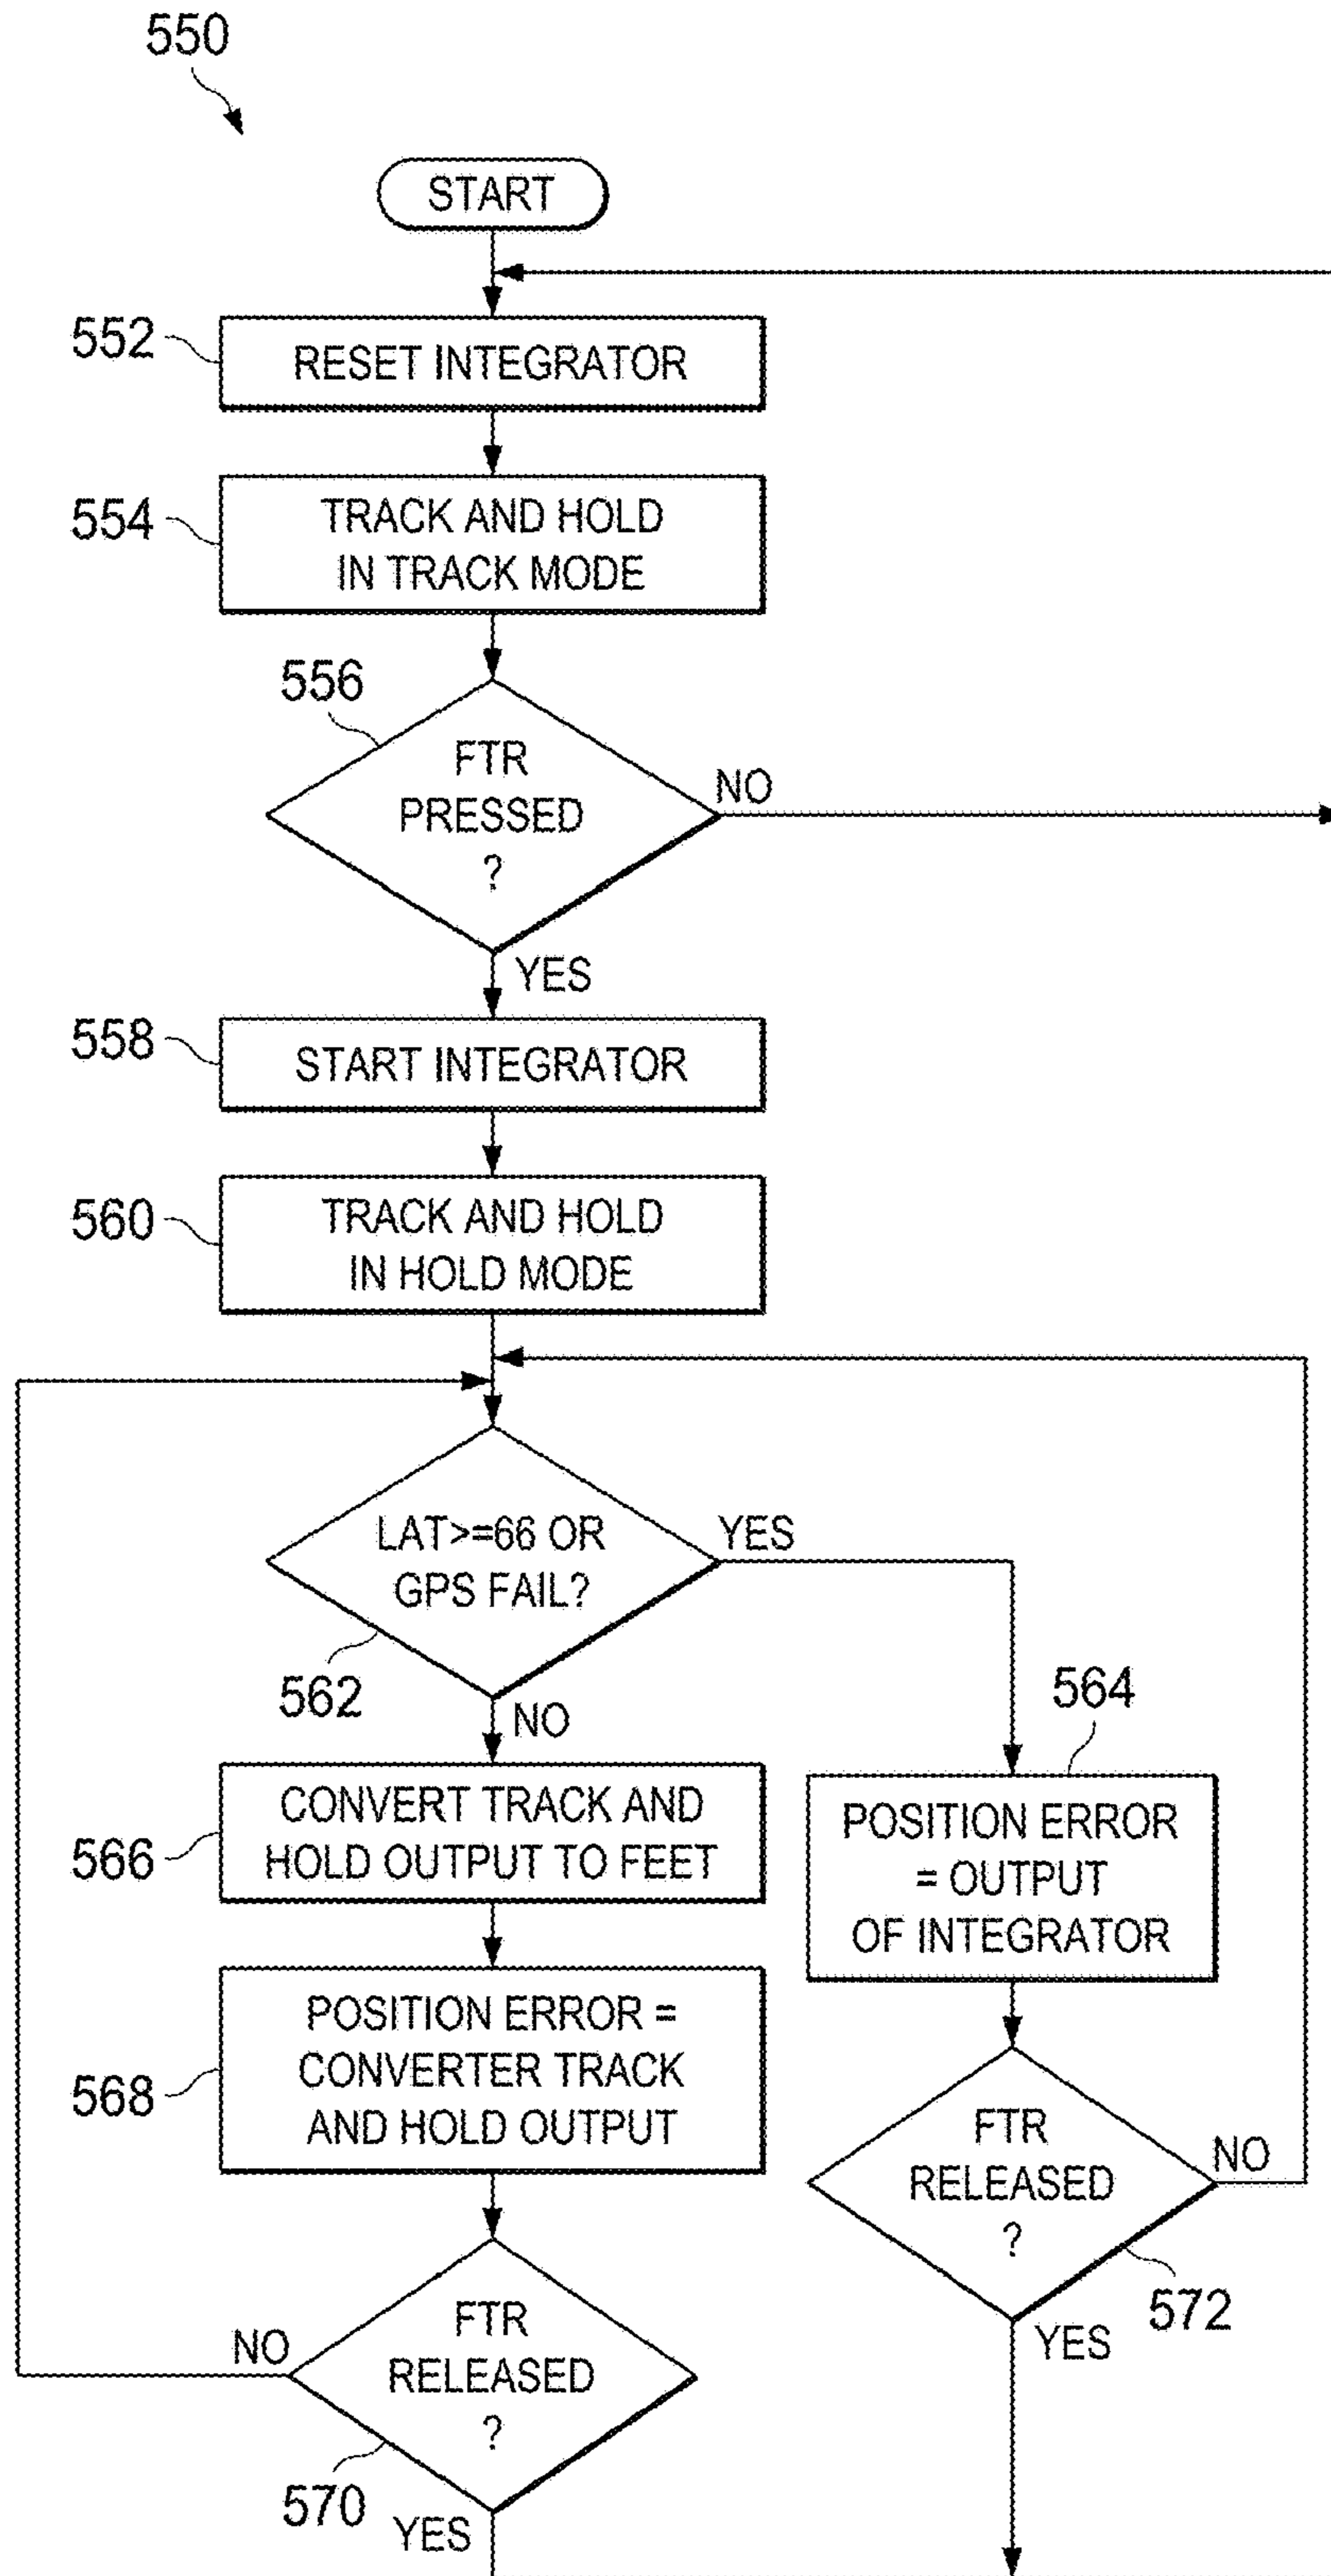 550
START
552
RESET INTEGRATOR
554
TRACK AND HOLD
IN TRACK MODE
556
FTR
PRESSED
?
NO
YES
558
START INTEGRATOR
560
TRACK AND HOLD
IN HOLD MODE
LAT>=66 OR
GPS FAIL?
YES
562
NO
564
566
CONVERT TRACK AND
HOLD OUTPUT TO FEET
POSITION ERROR
= OUTPUT
OF INTEGRATOR
568
POSITION ERROR =
CONVERTER TRACK
AND HOLD OUTPUT
FTR
RELEASED
?
NO
572
YES
NO
FTR
RELEASED
?
570
YES